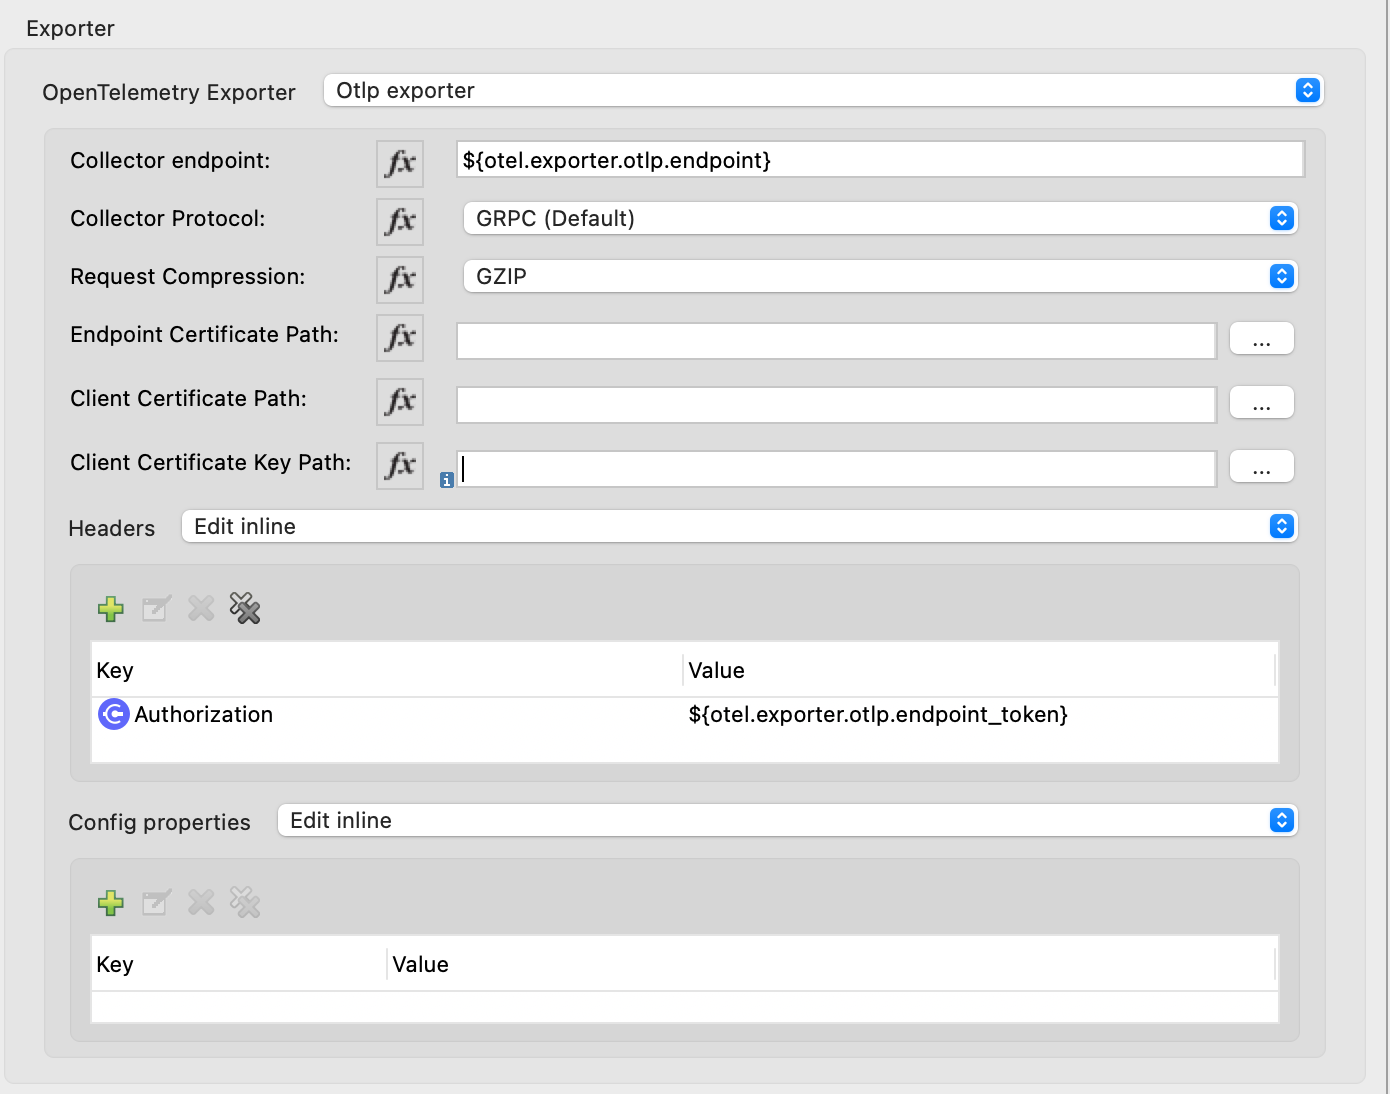 Exporter
OpenTelemetry Exporter Otlp exporter
Collector endpoint: fx ${otel.exporter.otlp.endpoint}
Collector Protocol: fx GRPC (Default)
Request Compression: fx GZIP
Endpoint Certificate Path: fx ...
Client Certificate Path: fx ...
Client Certificate Key Path: fx i ...
Headers Edit inline
Key Value
Authorization ${otel.exporter.otlp.endpoint_token}
Config properties Edit inline
Key Value